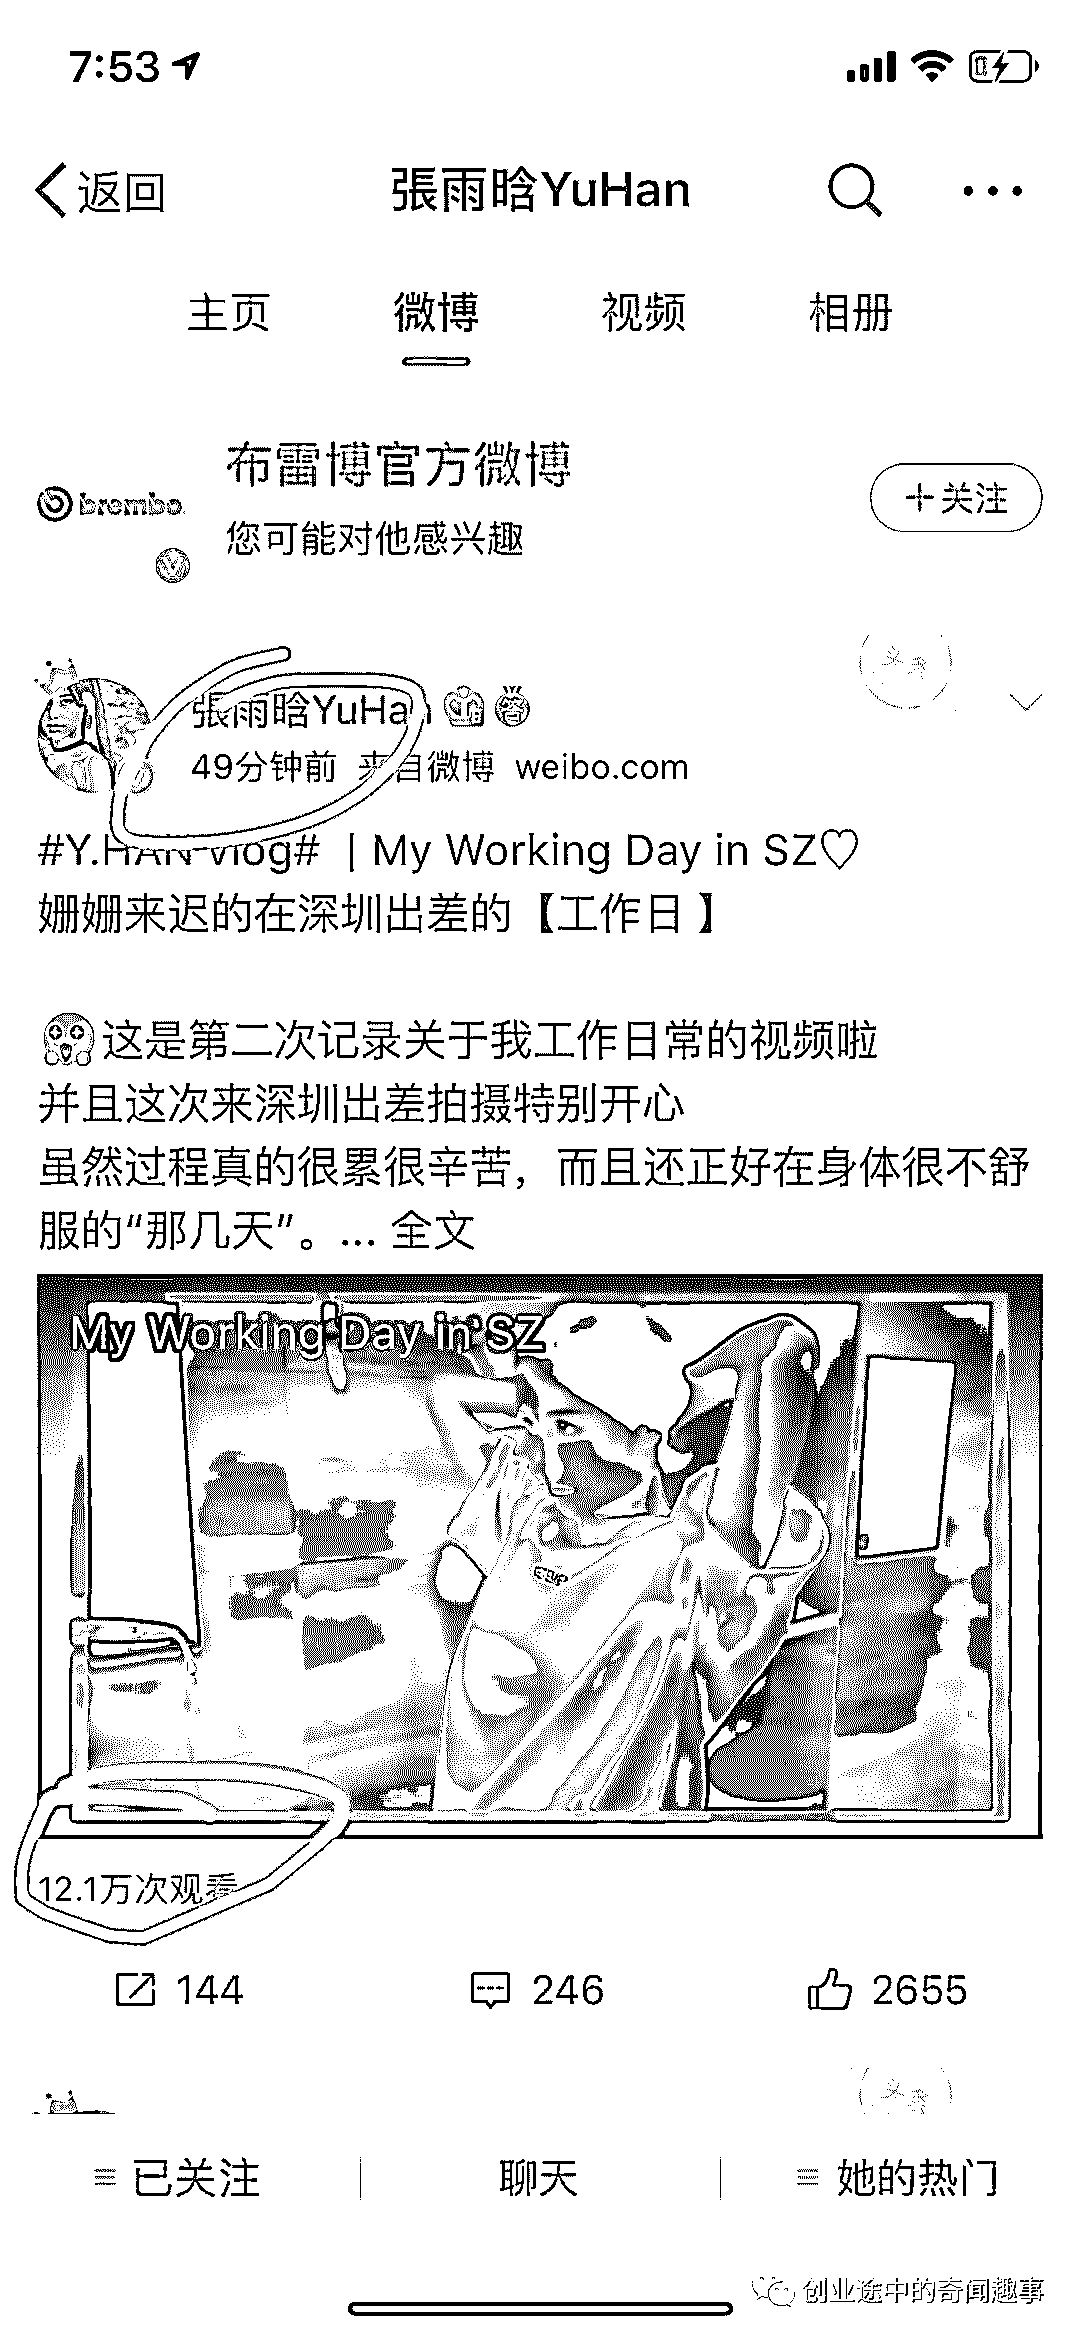 7:53
返回 張雨晗YuHan
主页 微博 视频 相册
布雷博官方微博
brembo
+关注
您可能对他感兴趣
張雨晗YuHan
49分钟前 来自微博 weibo.com
#Y.HAN vlog# | My Working Day in SZ♡
姗姗来迟的在深圳出差的【工作日 】
这是第二次记录关于我工作日常的视频啦
并且这次来深圳出差拍摄特别开心
虽然过程真的很累很辛苦，而且还正好在身体很不舒
服的“那几天”。... 全文
My Working Day in SZ
12.1万次观看
144 246 2655
已关注 聊天 她的热门
创业途中的奇闻趣事